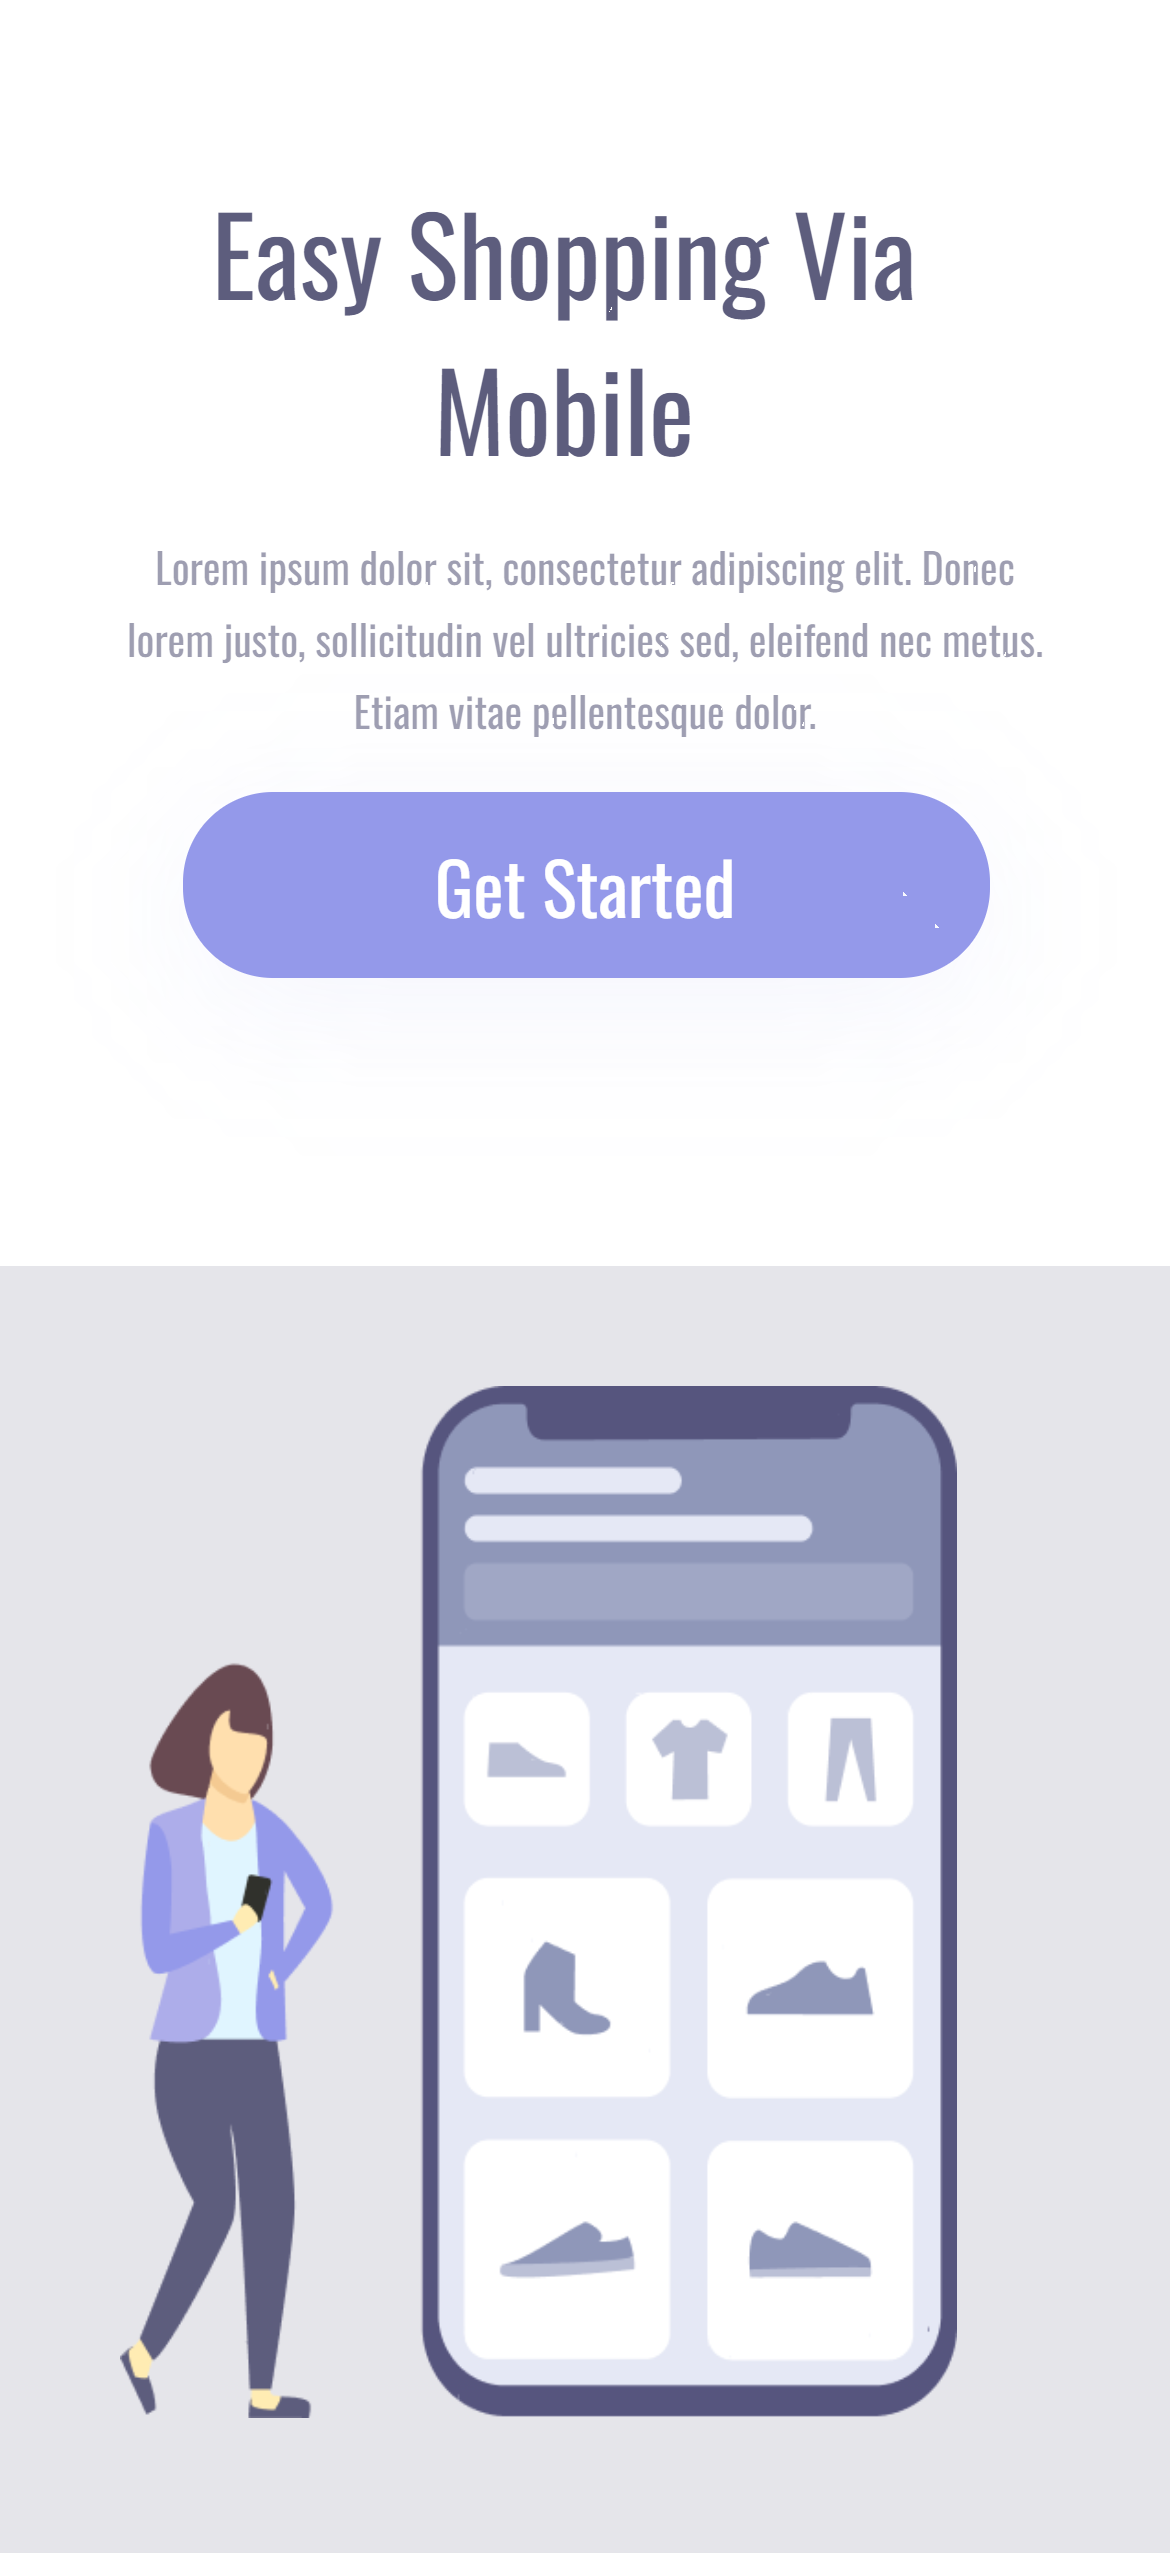 Easy Shopping Via
Mobile
Lorem ipsum dolor sit, consectetur adipiscing elit. Donec
lorem justo, sollicitudin vel ultricies sed, eleifend nec metus.
Etiam vitae pellentesque dolor.
Get Started